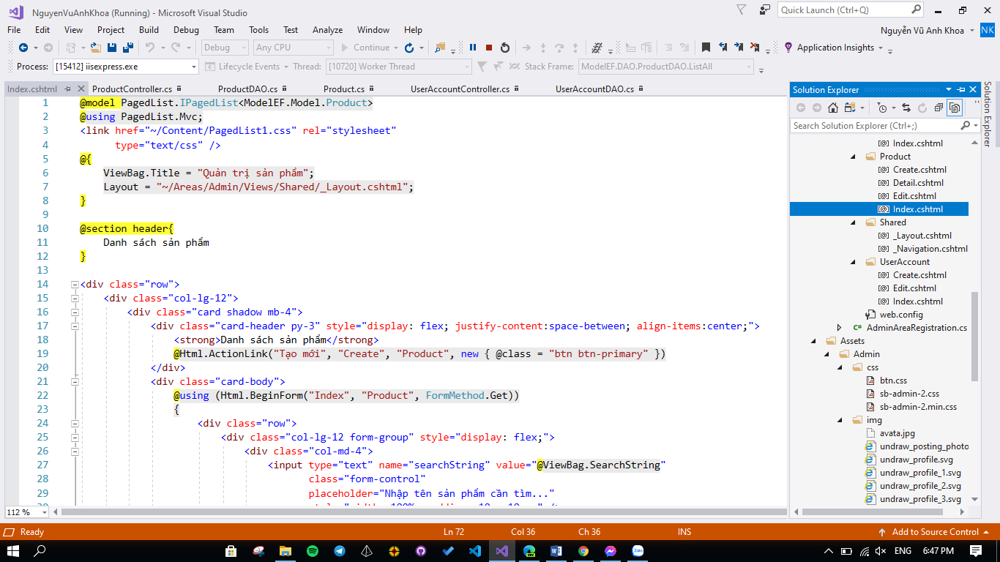 NguyenVuAnhKhoa (Running) - Microsoft Visual Studio
Quick Launch (Ctrl+Q)
File Edit View Project Build Debug Team Tools Test Analyze Window Help
Nguyễn Vũ Anh Khoa NK
Debug Any CPU Continue Application Insights
Process: [15412] iisexpress.exe Lifecycle Events Thread: [10720] Worker Thread Stack Frame: ModelEF.DAO.ProductDAO.ListAll
Index.cshtml ProductController.cs ProductDAO.cs Product.cs UserAccountController.cs UserAccountDAO.cs
1 @model PagedList.IPagedList<ModelEF.Model.Product>
2 @using PagedList.Mvc;
3 <link href="~/Content/PagedList1.css" rel="stylesheet"
4 type="text/css" />
5 @{
6 ViewBag.Title = "Quản trị sản phẩm";
7 Layout = "~/Areas/Admin/Views/Shared/_Layout.cshtml";
8 }
9
10 @section header{
11 Danh sách sản phẩm
12 }
13
14 <div class="row">
15 <div class="col-lg-12">
16 <div class="card shadow mb-4">
17 <div class="card-header py-3" style="display: flex; justify-content:space-between; align-items:center;">
18 <strong>Danh sách sản phẩm</strong>
19 @Html.ActionLink("Tạo mới", "Create", "Product", new { @class = "btn btn-primary" })
20 </div>
21 <div class="card-body">
22 @using (Html.BeginForm("Index", "Product", FormMethod.Get))
23 {
24 <div class="row">
25 <div class="col-lg-12 form-group" style="display: flex;">
26 <div class="col-md-4">
27 <input type="text" name="searchString" value="@ViewBag.SearchString"
28 class="form-control"
29 placeholder="Nhập tên sản phẩm cần tìm..."
112 %
Solution Explorer
Search Solution Explorer (Ctrl+;)
Index.cshtml
Product
Create.cshtml
Detail.cshtml
Edit.cshtml
Index.cshtml
Shared
_Layout.cshtml
_Navigation.cshtml
UserAccount
Create.cshtml
Edit.cshtml
Index.cshtml
web.config
C# AdminAreaRegistration.cs
Assets
Admin
css
btn.css
sb-admin-2.css
sb-admin-2.min.css
img
avata.jpg
undraw_posting_photo
undraw_profile.svg
undraw_profile_1.svg
undraw_profile_2.svg
undraw_profile_3.svg
Solution Explorer
Ready Ln 72 Col 36 Ch 36 INS Add to Source Control
DEV Zalo ENG 6:47 PM